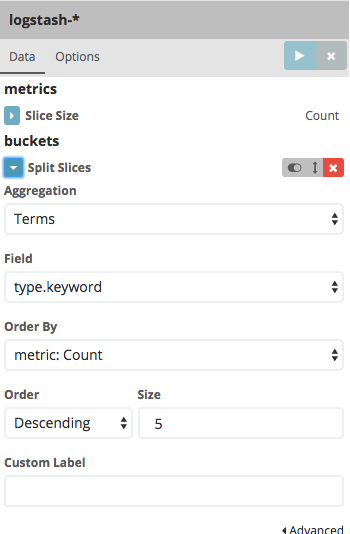 logstash-*
Data Options
metrics
Slice Size Count
buckets
Split Slices
Aggregation
Terms
Field
type.keyword
Order By
metric: Count
Order Size
Descending 5
Custom Label
Advanced